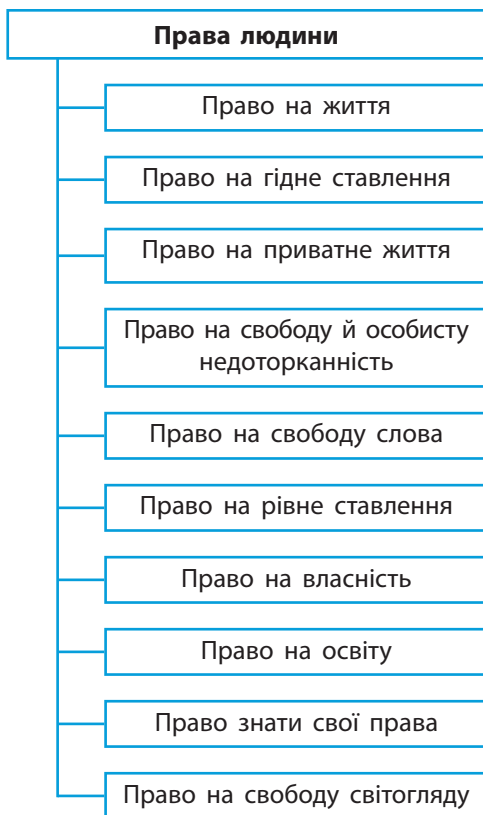 Права людини
Право на життя
Право на гідне ставлення
Право на приватне життя
Право на свободу й особисту
недоторканність
Право на свободу слова
Право на рівне ставлення
Право на власність
Право на освіту
Право знати свої права
Право на свободу світогляду